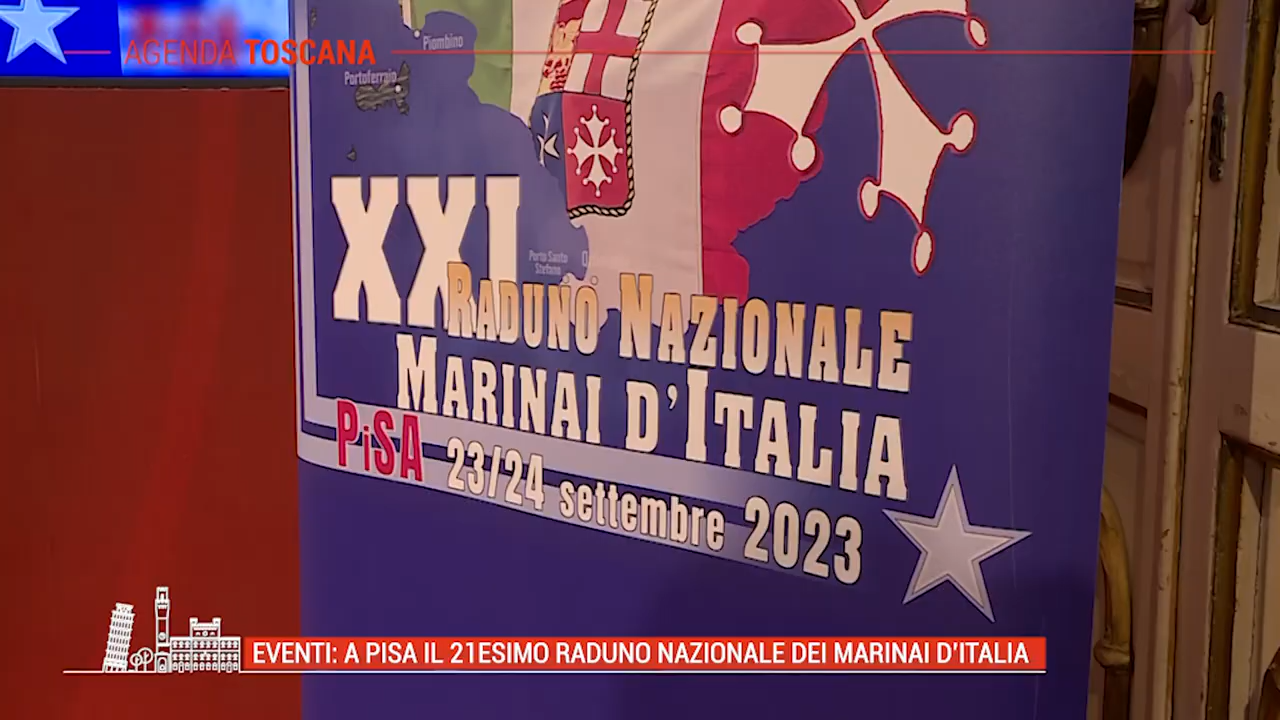 AGENDA TOSCANA
Piombino
Portoferraio
XXI
Porto Santo
Stefano
RADUNO NAZIONALE
MARINAI D'ITALIA
PiSA 23/24 settembre 2023
EVENTI: A PISA IL 21ESIMO RADUNO NAZIONALE DEI MARINAI D'ITALIA